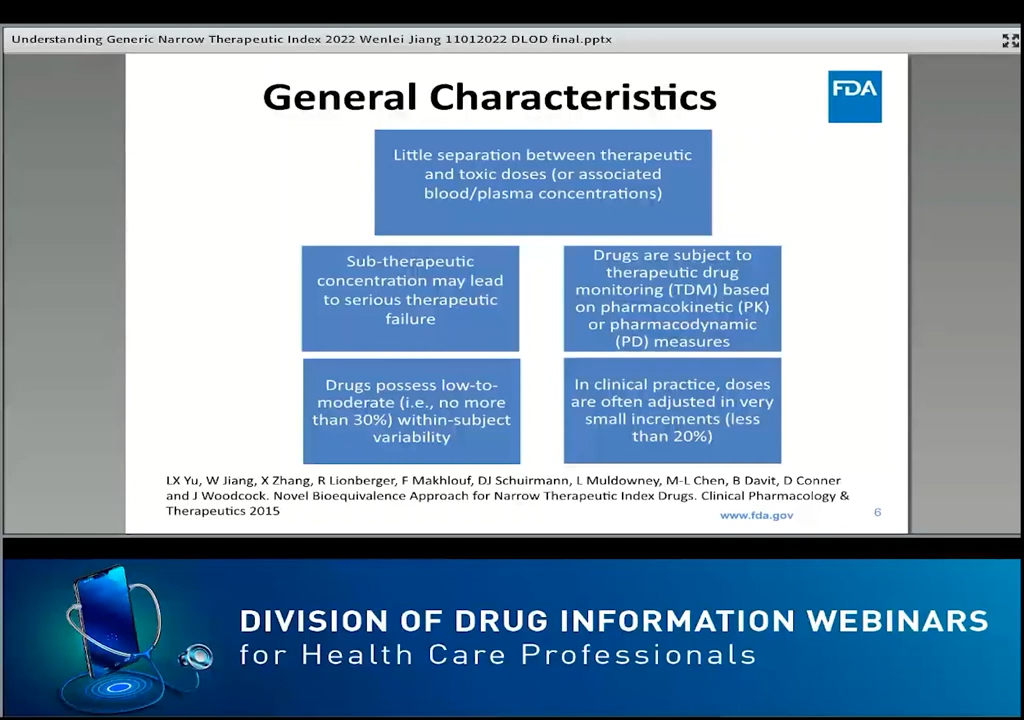 Understanding Generic Narrow Therapeutic Index 2022 Wenlei Jiang 11012022 DLOD final.pptx
General Characteristics
FDA
Little separation between therapeutic
and toxic doses (or associated
blood/plasma concentrations)
Sub-therapeutic
concentration may lead
to serious therapeutic
failure
Drugs are subject to
therapeutic drug
monitoring (TDM) based
on pharmacokinetic (PK)
or pharmacodynamic
(PD) measures
Drugs possess low-to-
moderate (i.e., no more
than 30%) within-subject
variability
In clinical practice, doses
are often adjusted in very
small increments (less
than 20%)
LX Yu, W Jiang, X Zhang, R Lionberger, F Makhlouf, DJ Schuirmann, L Muldowney, M-L Chen, B Davit, D Conner
and J Woodcock. Novel Bioequivalence Approach for Narrow Therapeutic Index Drugs. Clinical Pharmacology &
Therapeutics 2015
www.fda.gov
6
DIVISION OF DRUG INFORMATION WEBINARS
for Health Care Professionals